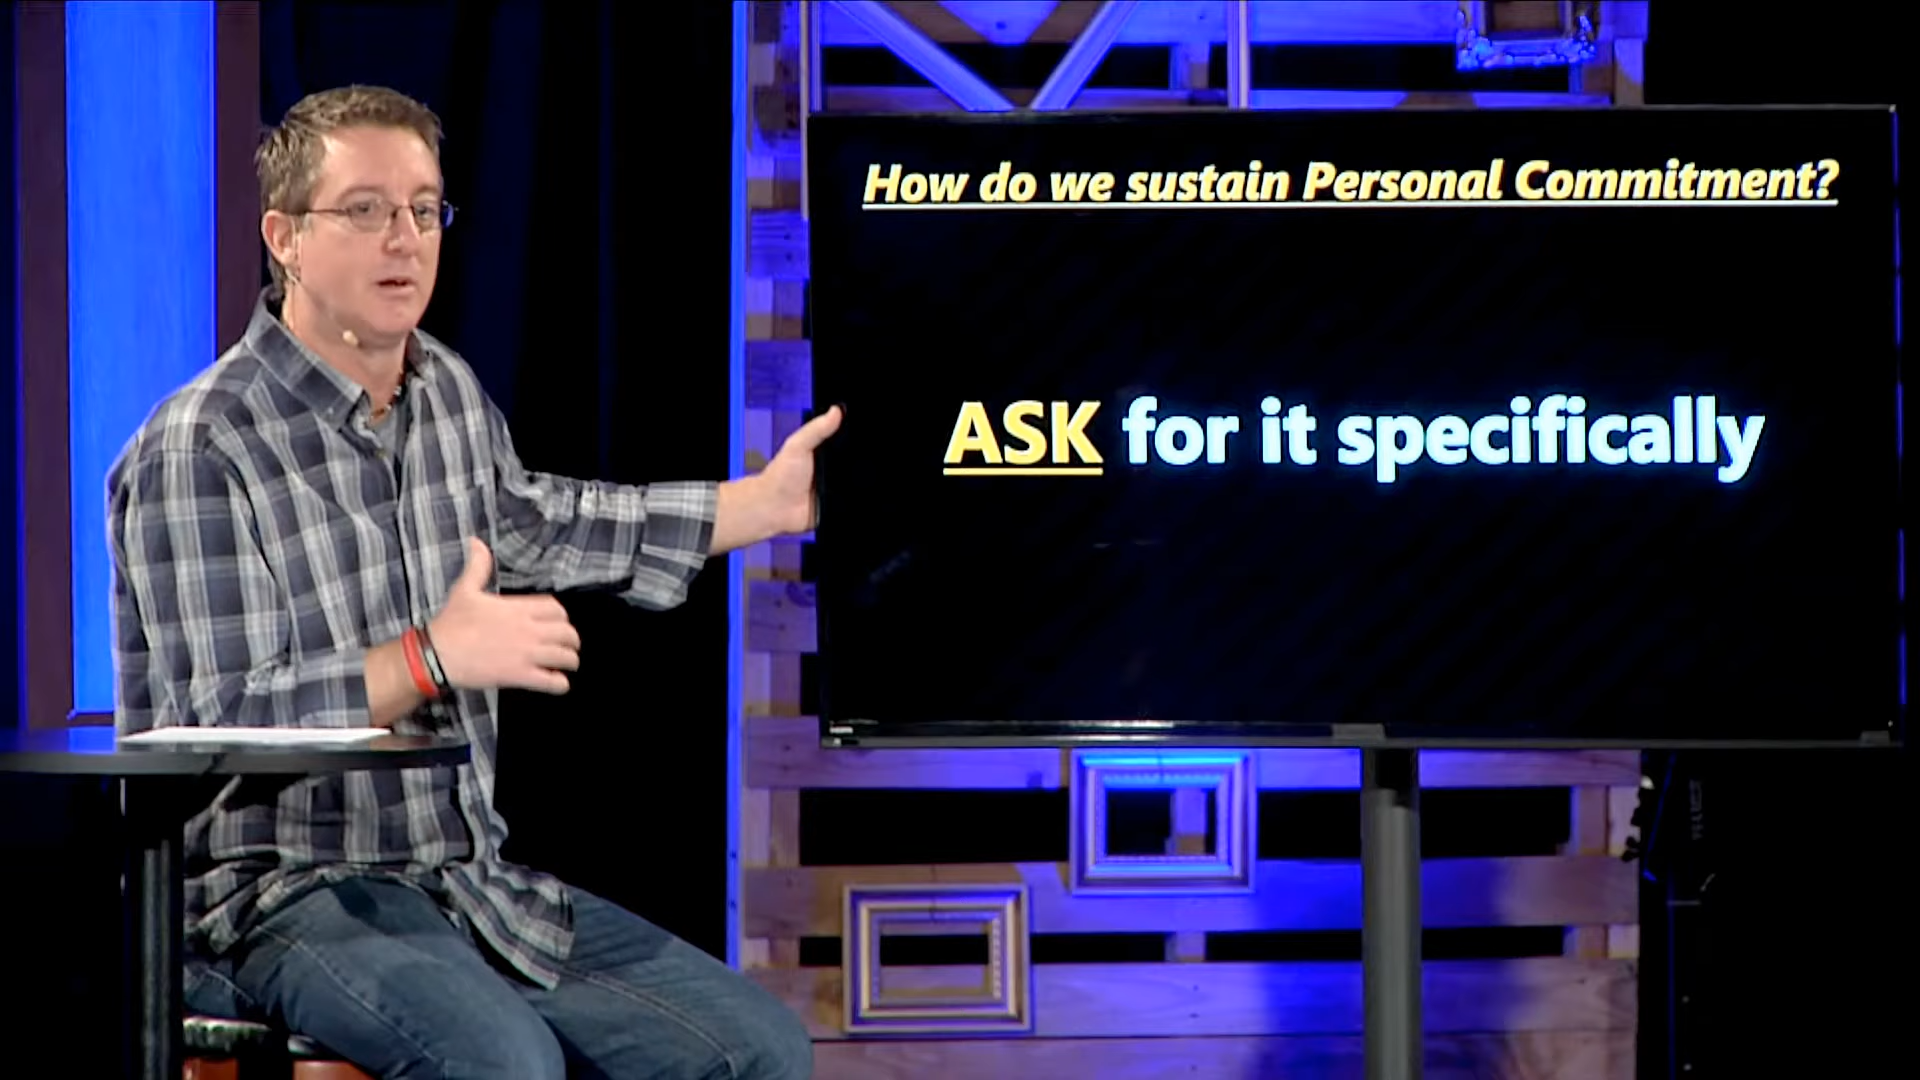 How do we sustain Personal Commitment?
ASK for it specifically